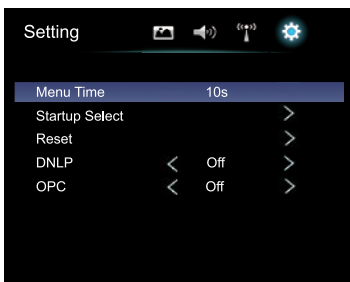 Setting
Menu Time 10s
Startup Select >
Reset >
DNLP < Off >
OPC < Off >